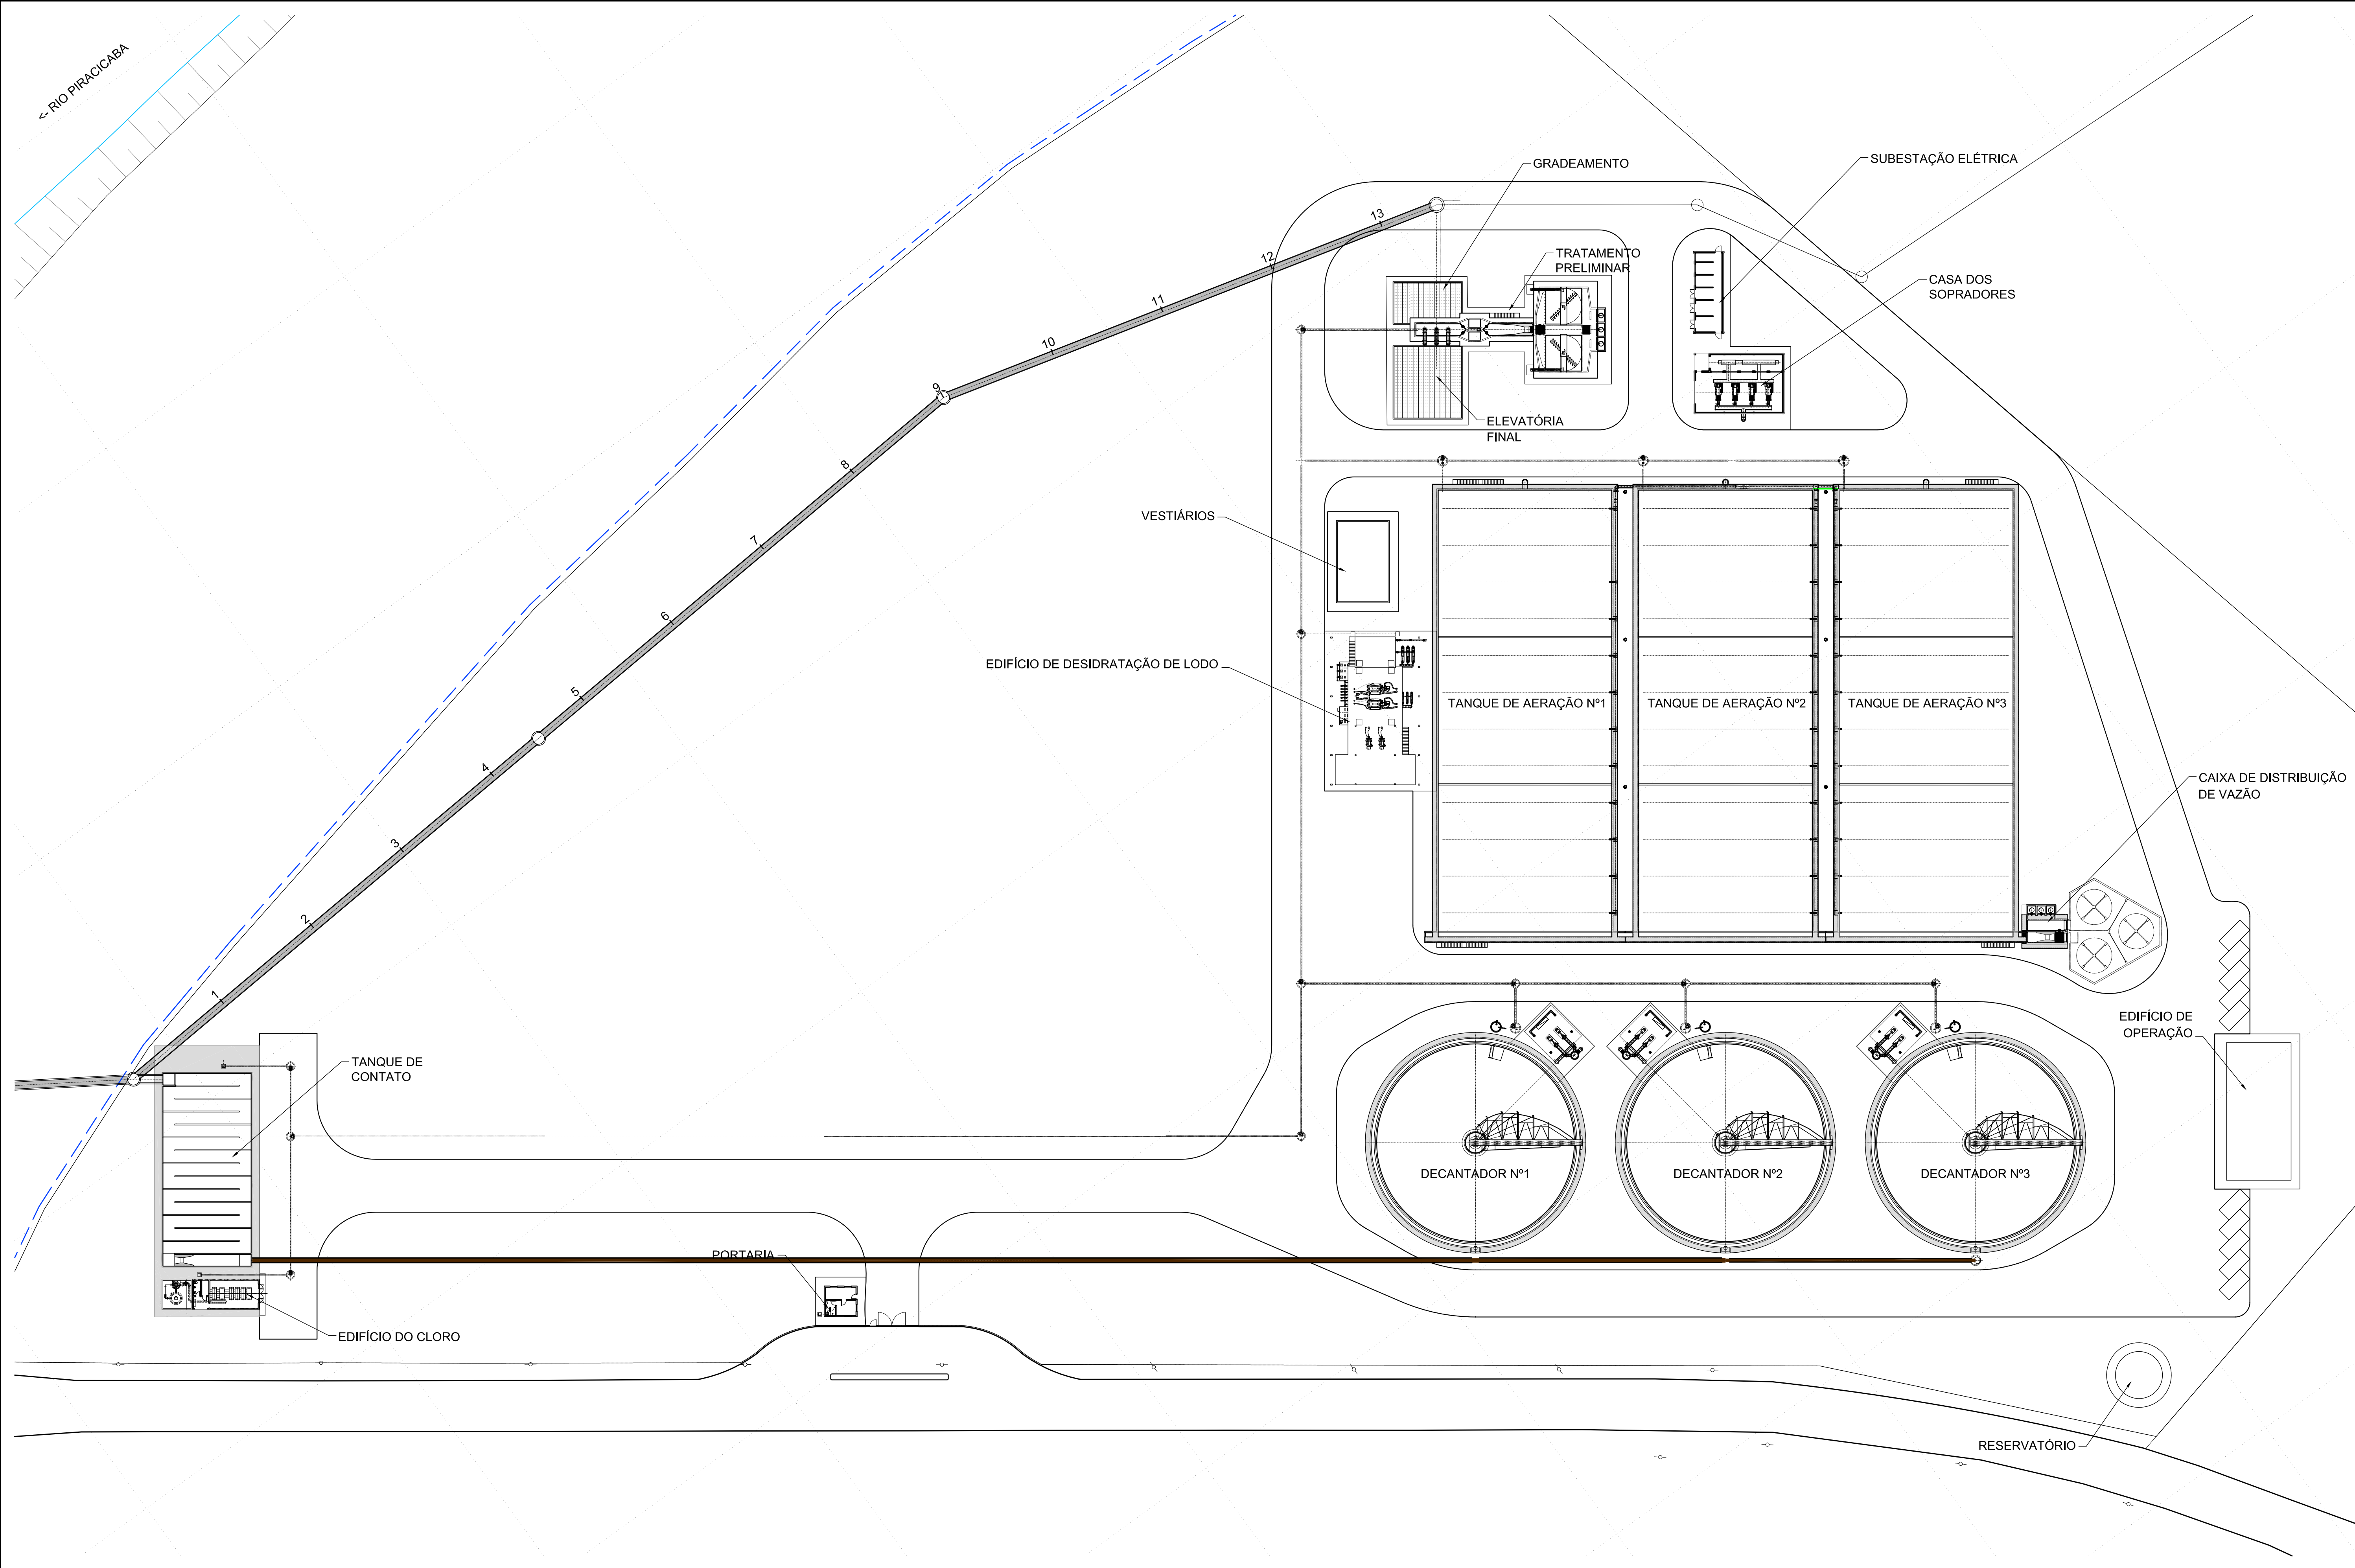 <- RIO PIRACICABA
GRADEAMENTO
SUBESTAÇÃO ELÉTRICA
13
TRATAMENTO
PRELIMINAR
12
CASA DOS
SOPRADORES
11
10
9
ELEVATÓRIA
FINAL
8
VESTIÁRIOS
7
6
EDIFÍCIO DE DESIDRATAÇÃO DE LODO
5
TANQUE DE AERAÇÃO Nº1
TANQUE DE AERAÇÃO Nº2
TANQUE DE AERAÇÃO Nº3
4
CAIXA DE DISTRIBUIÇÃO
DE VAZÃO
3
2
1
EDIFÍCIO DE
OPERAÇÃO
TANQUE DE
CONTATO
DECANTADOR Nº1
DECANTADOR Nº2
DECANTADOR Nº3
PORTARIA
EDIFÍCIO DO CLORO
RESERVATÓRIO